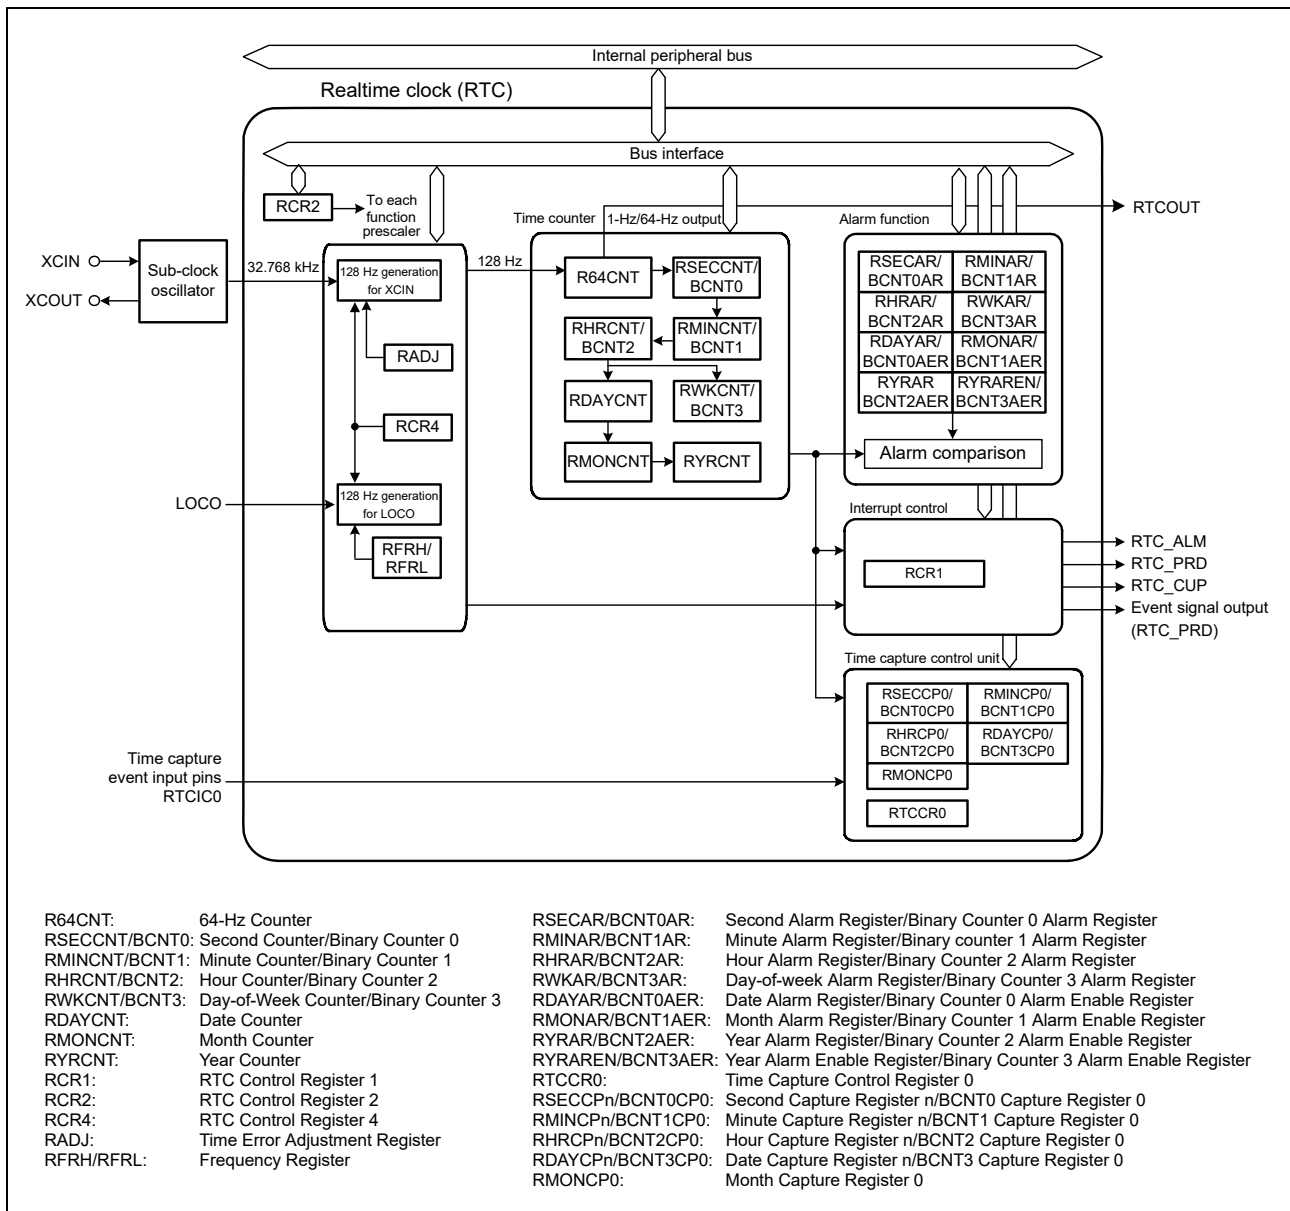 Internal peripheral bus
Realtime clock (RTC)
Bus interface
RCR2
To each
function
prescaler
Time counter
1-Hz/64-Hz output
Alarm function
RTCOUT
XCIN
XCOUT
Sub-clock
oscillator
32.768 kHz
128 Hz generation
for XCIN
128 Hz
RADJ
RCR4
LOCO
128 Hz generation
for LOCO
RFRH/
RFRL
R64CNT
RSECCNT/
BCNT0
RHRCNT/
BCNT2
RMINCNT/
BCNT1
RDAYCNT
RWKCNT/
BCNT3
RMONCNT
RYRCNT
RSECAR/
BCNT0AR
RMINAR/
BCNT1AR
RHRAR/
BCNT2AR
RWKAR/
BCNT3AR
RDAYAR/
BCNT0AER
RMONAR/
BCNT1AER
RYRAR
BCNT2AER
RYRAREN/
BCNT3AER
Alarm comparison
Interrupt control
RCR1
RTC_ALM
RTC_PRD
RTC_CUP
Event signal output
(RTC_PRD)
Time capture control unit
RSECCP0/
BCNT0CP0
RMINCP0/
BCNT1CP0
RHRCP0/
BCNT2CP0
RDAYCP0/
BCNT3CP0
RMONCP0
RTCCR0
Time capture
event input pins
RTCIC0
R64CNT: 64-Hz Counter
RSECCNT/BCNT0: Second Counter/Binary Counter 0
RMINCNT/BCNT1: Minute Counter/Binary Counter 1
RHRCNT/BCNT2: Hour Counter/Binary Counter 2
RWKCNT/BCNT3: Day-of-Week Counter/Binary Counter 3
RDAYCNT: Date Counter
RMONCNT: Month Counter
RYRCNT: Year Counter
RCR1: RTC Control Register 1
RCR2: RTC Control Register 2
RCR4: RTC Control Register 4
RADJ: Time Error Adjustment Register
RFRH/RFRL: Frequency Register
RSECAR/BCNT0AR: Second Alarm Register/Binary Counter 0 Alarm Register
RMINAR/BCNT1AR: Minute Alarm Register/Binary counter 1 Alarm Register
RHRAR/BCNT2AR: Hour Alarm Register/Binary Counter 2 Alarm Register
RWKAR/BCNT3AR: Day-of-week Alarm Register/Binary Counter 3 Alarm Register
RDAYAR/BCNT0AER: Date Alarm Register/Binary Counter 0 Alarm Enable Register
RMONAR/BCNT1AER: Month Alarm Register/Binary Counter 1 Alarm Enable Register
RYRAR/BCNT2AER: Year Alarm Register/Binary Counter 2 Alarm Enable Register
RYRAREN/BCNT3AER: Year Alarm Enable Register/Binary Counter 3 Alarm Enable Register
RTCCR0: Time Capture Control Register 0
RSECCPn/BCNT0CP0: Second Capture Register n/BCNT0 Capture Register 0
RMINCPn/BCNT1CP0: Minute Capture Register n/BCNT1 Capture Register 0
RHRCPn/BCNT2CP0: Hour Capture Register n/BCNT2 Capture Register 0
RDAYCPn/BCNT3CP0: Date Capture Register n/BCNT3 Capture Register 0
RMONCP0: Month Capture Register 0